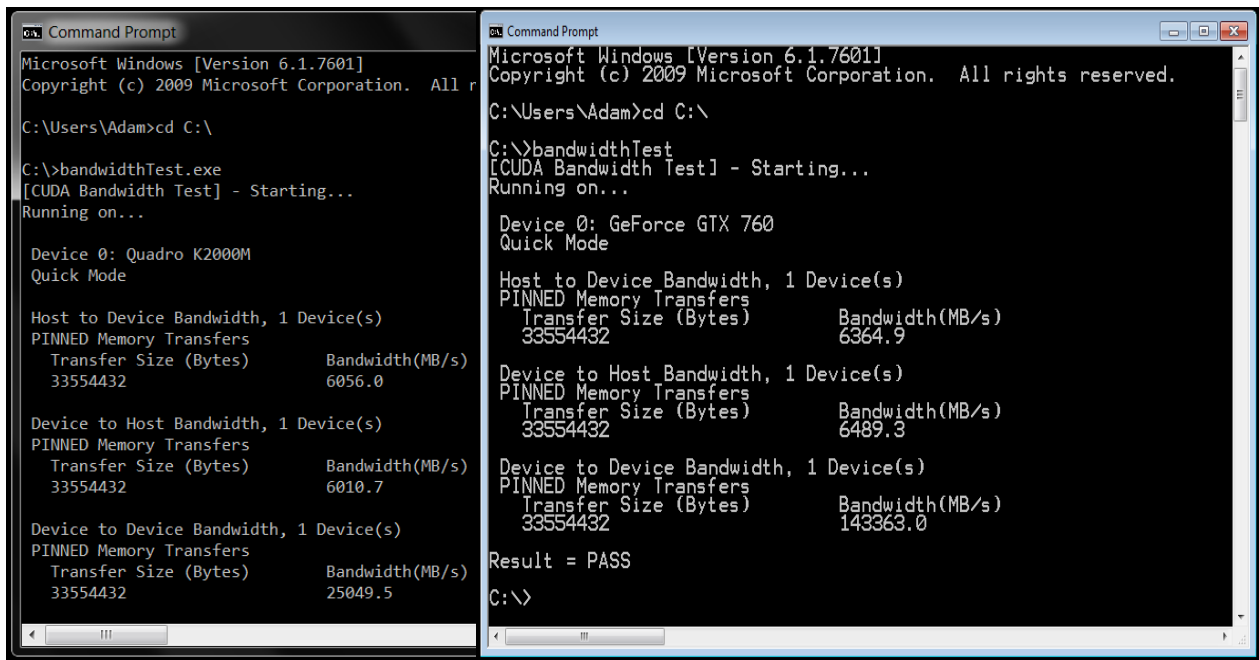 Command Prompt
Microsoft Windows [Version 6.1.7601]
Copyright (c) 2009 Microsoft Corporation.  All r
C:\Users\Adam>cd C:\
C:\>bandwidthTest.exe
[CUDA Bandwidth Test] - Starting...
Running on...
Device 0: Quadro K2000M
Quick Mode
Host to Device Bandwidth, 1 Device(s)
PINNED Memory Transfers
Transfer Size (Bytes) Bandwidth(MB/s)
33554432 6056.0
Device to Host Bandwidth, 1 Device(s)
PINNED Memory Transfers
Transfer Size (Bytes) Bandwidth(MB/s)
33554432 6010.7
Device to Device Bandwidth, 1 Device(s)
PINNED Memory Transfers
Transfer Size (Bytes) Bandwidth(MB/s)
33554432 25049.5
Command Prompt
Microsoft Windows [Version 6.1.7601]
Copyright (c) 2009 Microsoft Corporation.  All rights reserved.
C:\Users\Adam>cd C:\
C:\>bandwidthTest
[CUDA Bandwidth Test] - Starting...
Running on...
Device 0: GeForce GTX 760
Quick Mode
Host to Device Bandwidth, 1 Device(s)
PINNED Memory Transfers
Transfer Size (Bytes) Bandwidth(MB/s)
33554432 6364.9
Device to Host Bandwidth, 1 Device(s)
PINNED Memory Transfers
Transfer Size (Bytes) Bandwidth(MB/s)
33554432 6489.3
Device to Device Bandwidth, 1 Device(s)
PINNED Memory Transfers
Transfer Size (Bytes) Bandwidth(MB/s)
33554432 143363.0
Result = PASS
C:\>